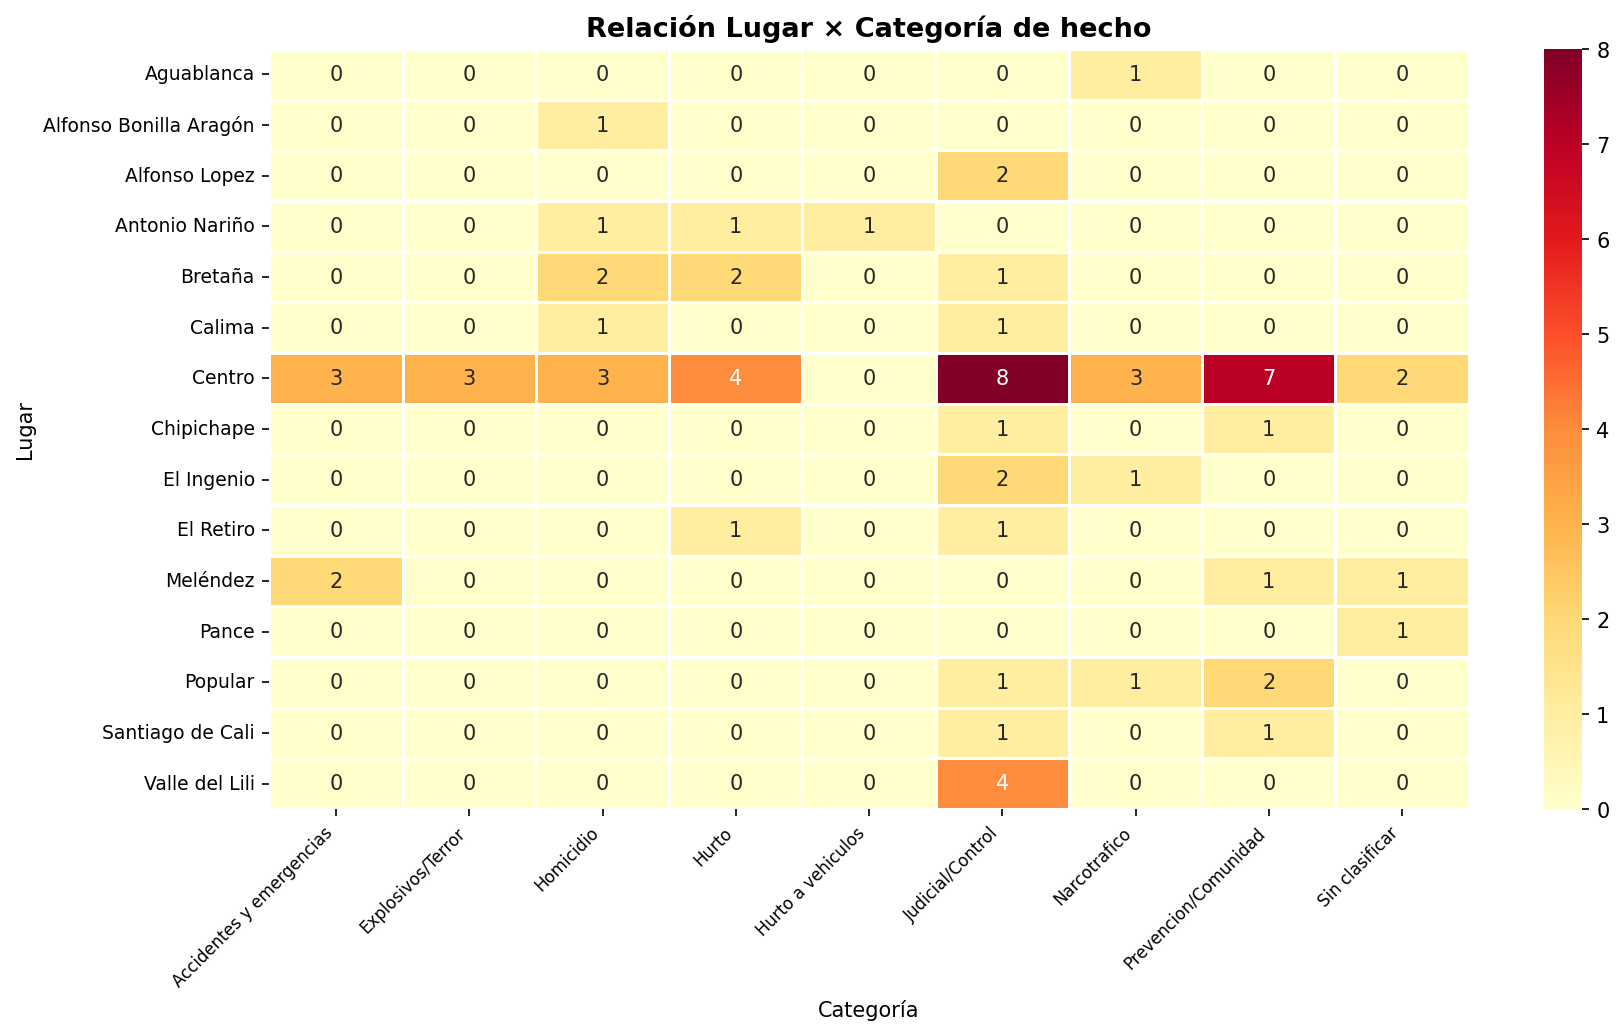 Relación Lugar × Categoría de hecho
Aguablanca 0 0 0 0 0 0 1 0 0
Alfonso Bonilla Aragón 0 0 1 0 0 0 0 0 0
Alfonso Lopez 0 0 0 0 0 2 0 0 0
Antonio Nariño 0 0 1 1 1 0 0 0 0
Bretaña 0 0 2 2 0 1 0 0 0
Calima 0 0 1 0 0 1 0 0 0
Centro 3 3 3 4 0 8 3 7 2
Chipichape 0 0 0 0 0 1 0 1 0
El Ingenio 0 0 0 0 0 2 1 0 0
El Retiro 0 0 0 1 0 1 0 0 0
Meléndez 2 0 0 0 0 0 0 1 1
Pance 0 0 0 0 0 0 0 0 1
Popular 0 0 0 0 0 1 1 2 0
Santiago de Cali 0 0 0 0 0 1 0 1 0
Valle del Lili 0 0 0 0 0 4 0 0 0
Lugar
Accidentes y emergencias
Explosivos/Terror
Homicidio
Hurto
Hurto a vehiculos
Judicial/Control
Narcotrafico
Prevencion/Comunidad
Sin clasificar
Categoría
8
7
6
5
4
3
2
1
0